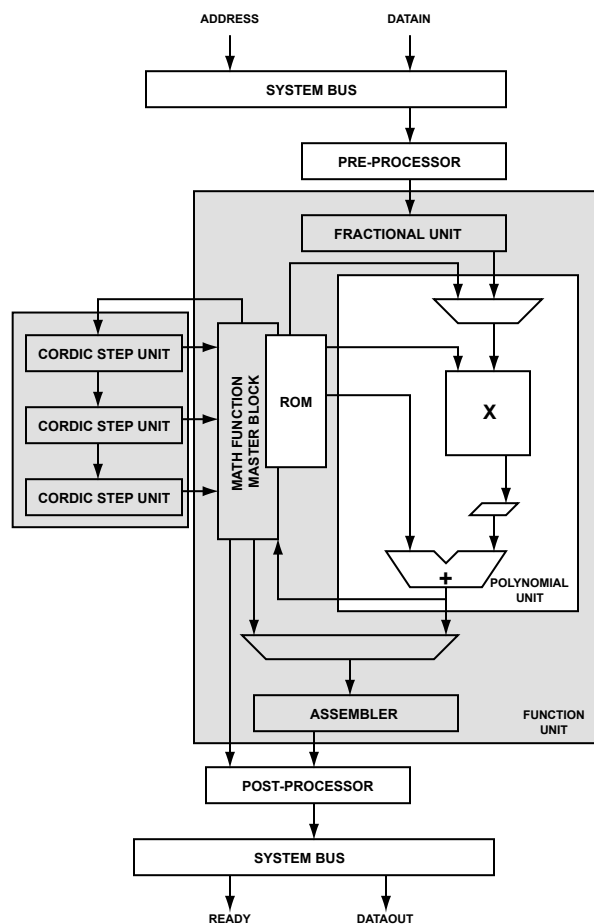 ADDRESS
DATAIN
SYSTEM BUS
PRE-PROCESSOR
FRACTIONAL UNIT
CORDIC STEP UNIT
CORDIC STEP UNIT
CORDIC STEP UNIT
MATH FUNCTION
MASTER BLOCK
ROM
X
+
POLYNOMIAL
UNIT
ASSEMBLER
FUNCTION
UNIT
POST-PROCESSOR
SYSTEM BUS
READY
DATAOUT